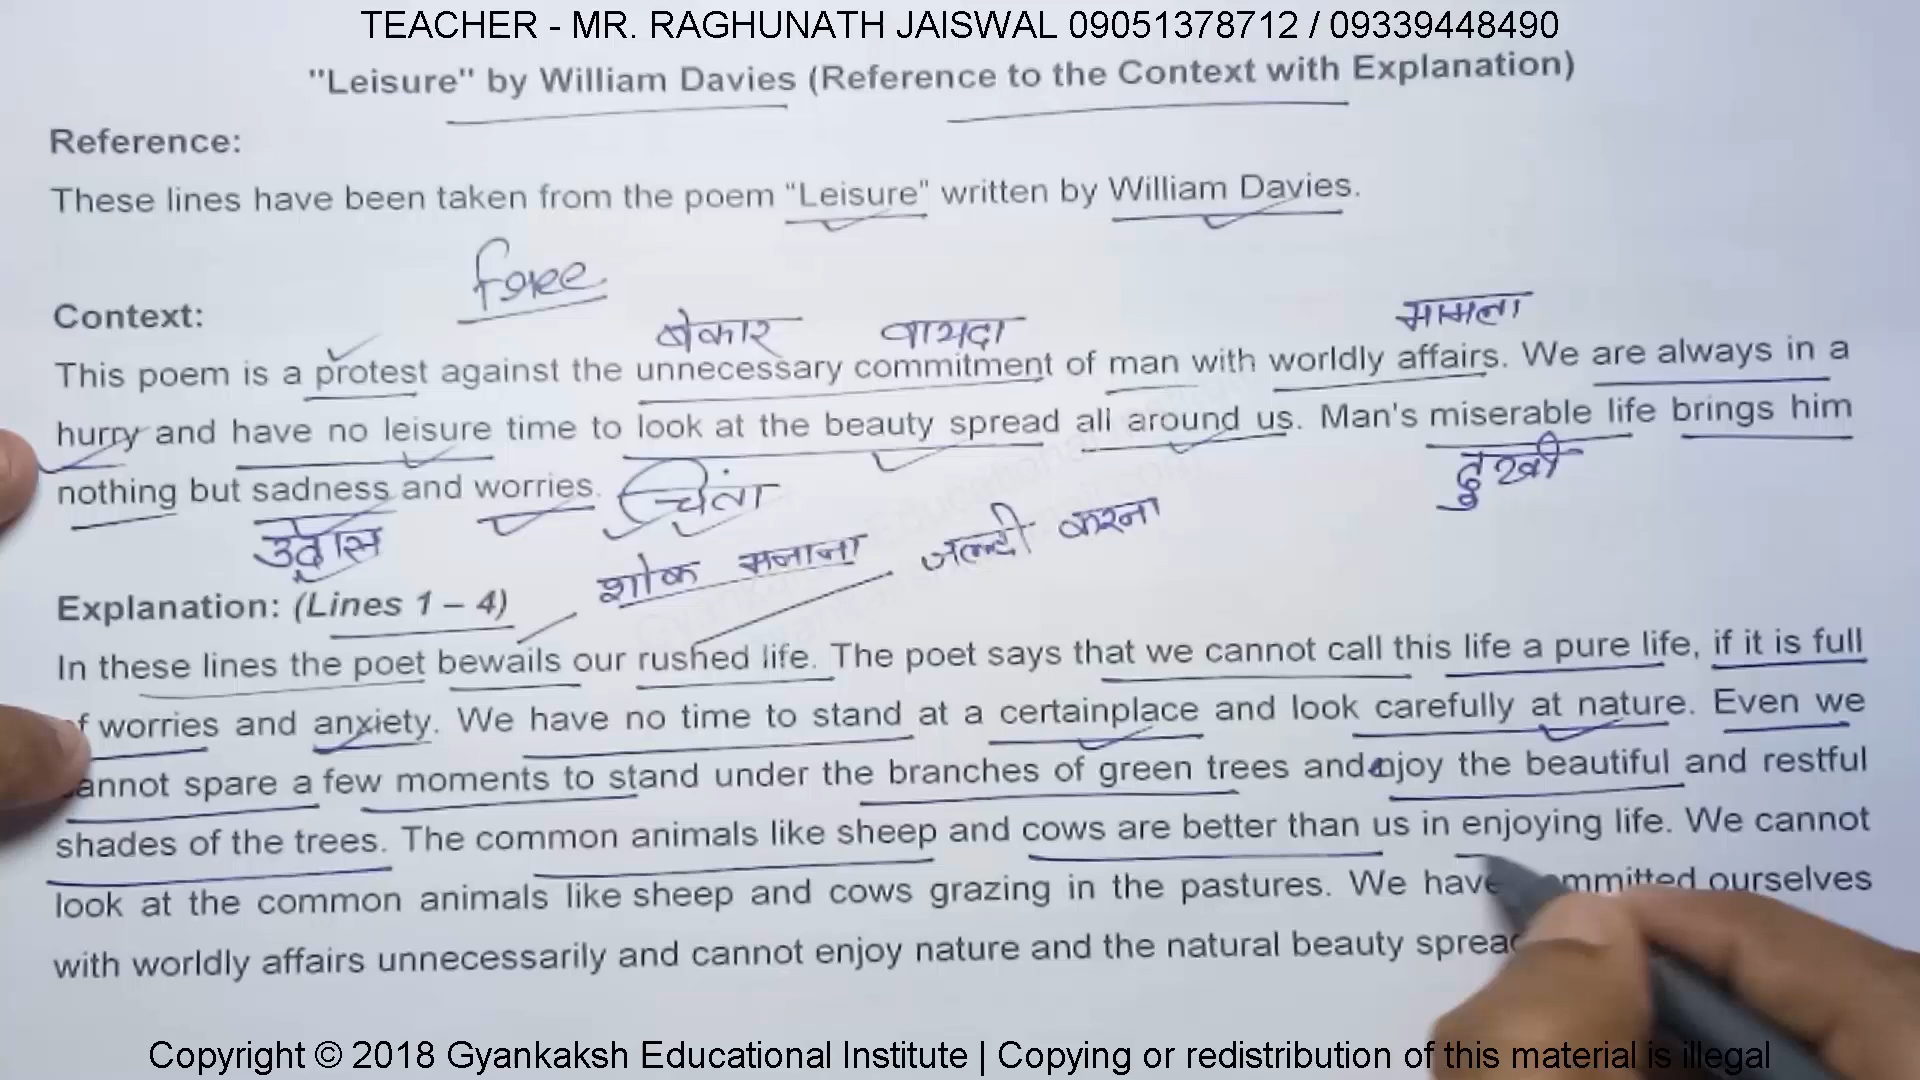 TEACHER - MR. RAGHUNATH JAISWAL 09051378712 / 09339448490
"Leisure" by William Davies (Reference to the Context with Explanation)
Reference:
These lines have been taken from the poem “Leisure” written by William Davies.
free
Context:
बेकार वायदा मामला
This poem is a protest against the unnecessary commitment of man with worldly affairs. We are always in a
hurry and have no leisure time to look at the beauty spread all around us. Man's miserable life brings him
nothing but sadness and worries. चिंता दुखी
उदास शोक मनाना जल्दी करना
Explanation: (Lines 1 – 4)
In these lines the poet bewails our rushed life. The poet says that we cannot call this life a pure life, if it is full
worries and anxiety. We have no time to stand at a certainplace and look carefully at nature. Even we
annot spare a few moments to stand under the branches of green trees and enjoy the beautiful and restful
shades of the trees. The common animals like sheep and cows are better than us in enjoying life. We cannot
look at the common animals like sheep and cows grazing in the pastures. We have mmitted ourselves
with worldly affairs unnecessarily and cannot enjoy nature and the natural beauty sprea
Copyright © 2018 Gyankaksh Educational Institute | Copying or redistribution of this material is illegal